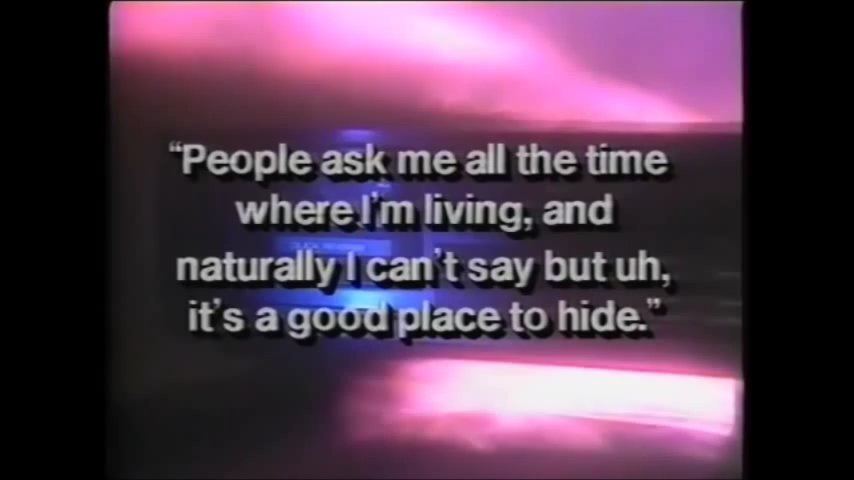 “People ask me all the time
where I'm living, and
naturally I can't say but uh,
it's a good place to hide.”